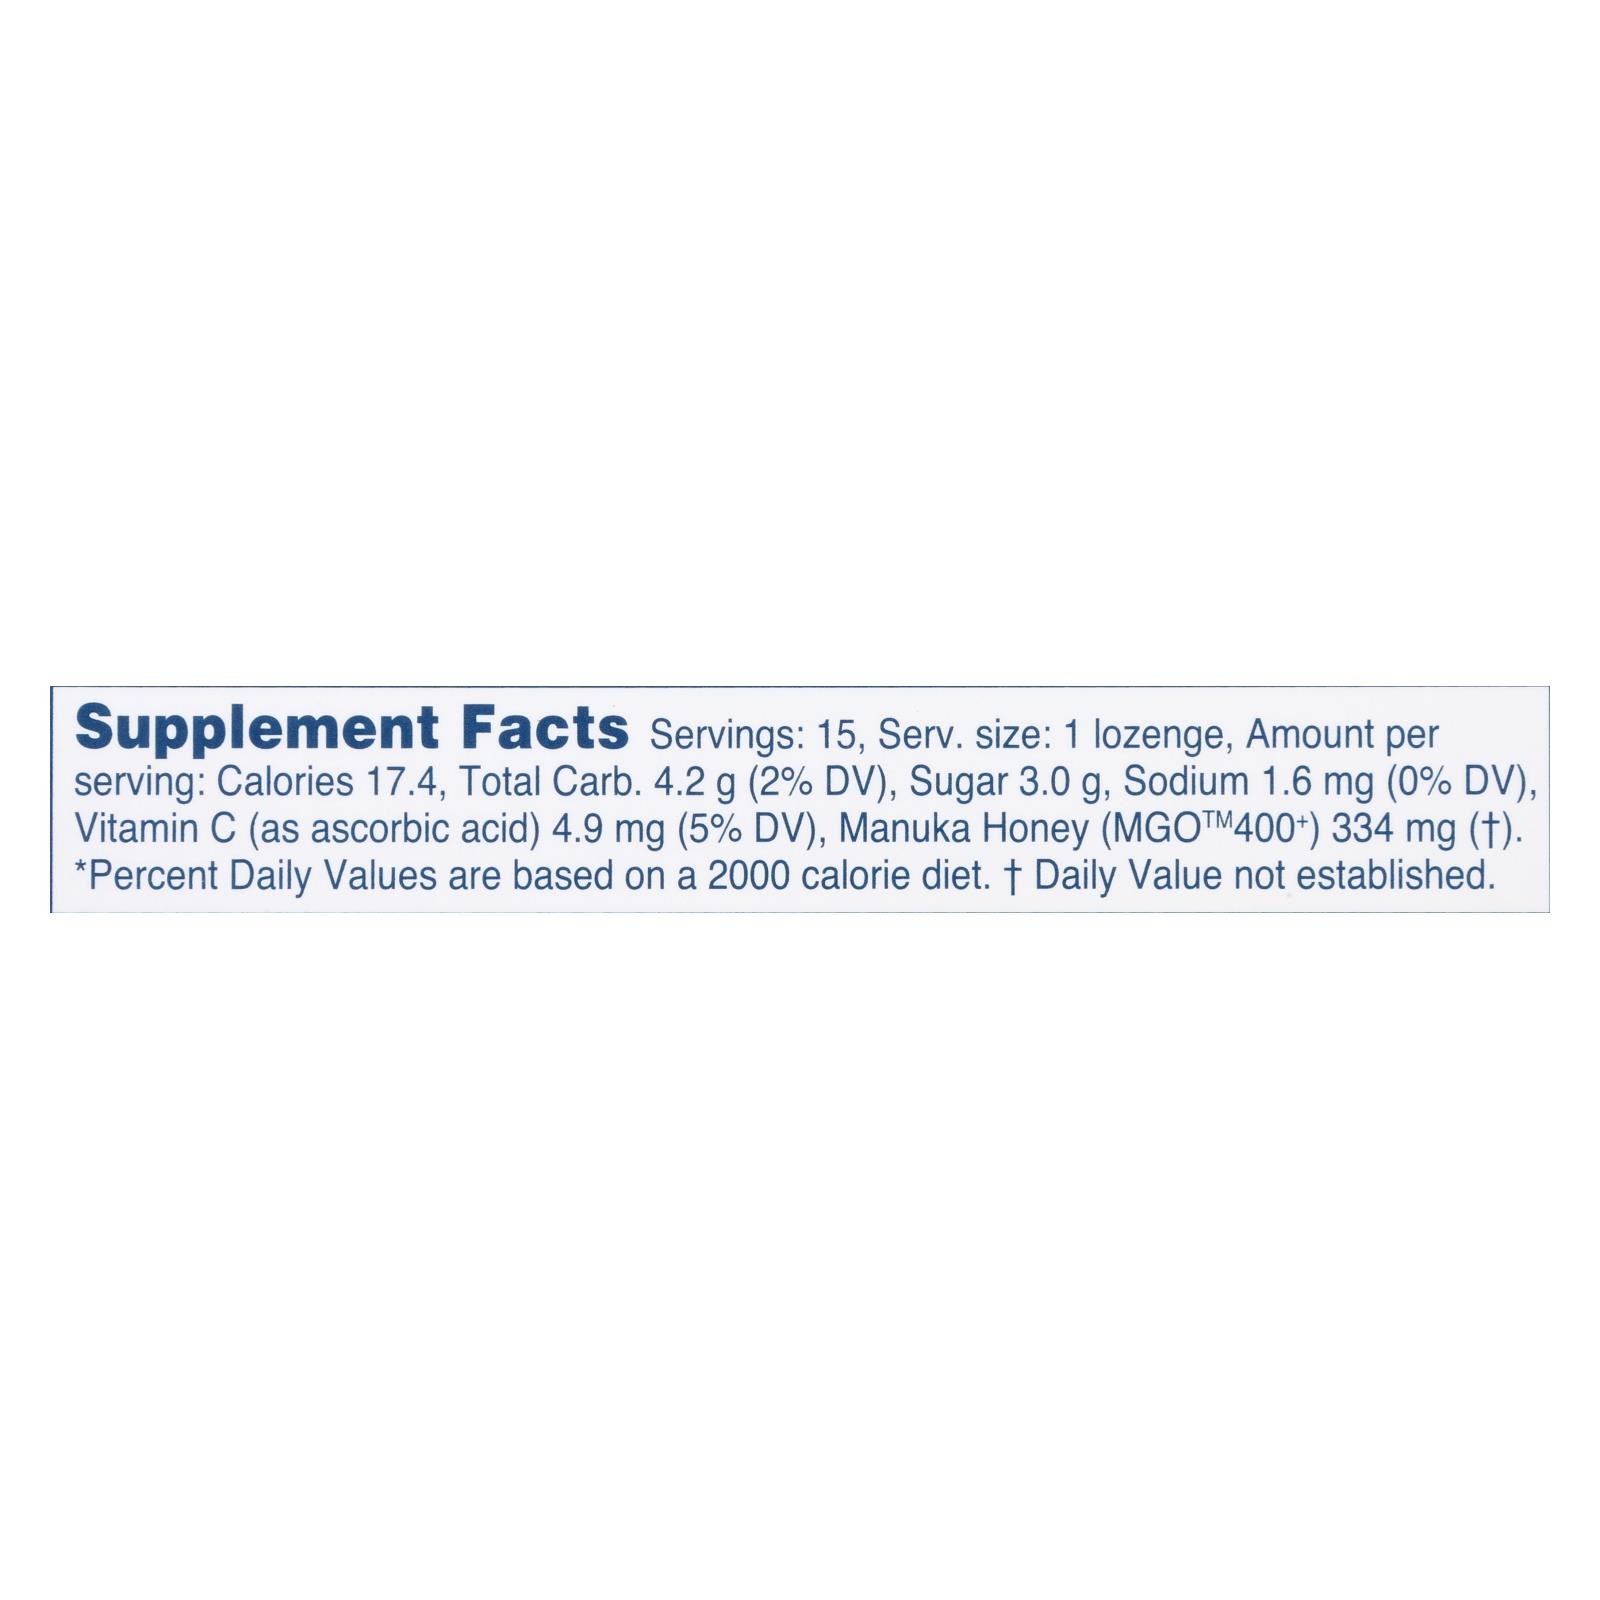 Supplement Facts Servings: 15, Serv. size: 1 lozenge, Amount per
serving: Calories 17.4, Total Carb. 4.2 g (2% DV), Sugar 3.0 g, Sodium 1.6 mg (0% DV),
Vitamin C (as ascorbic acid) 4.9 mg (5% DV), Manuka Honey (MGO™400⁺) 334 mg (†).
*Percent Daily Values are based on a 2000 calorie diet. † Daily Value not established.